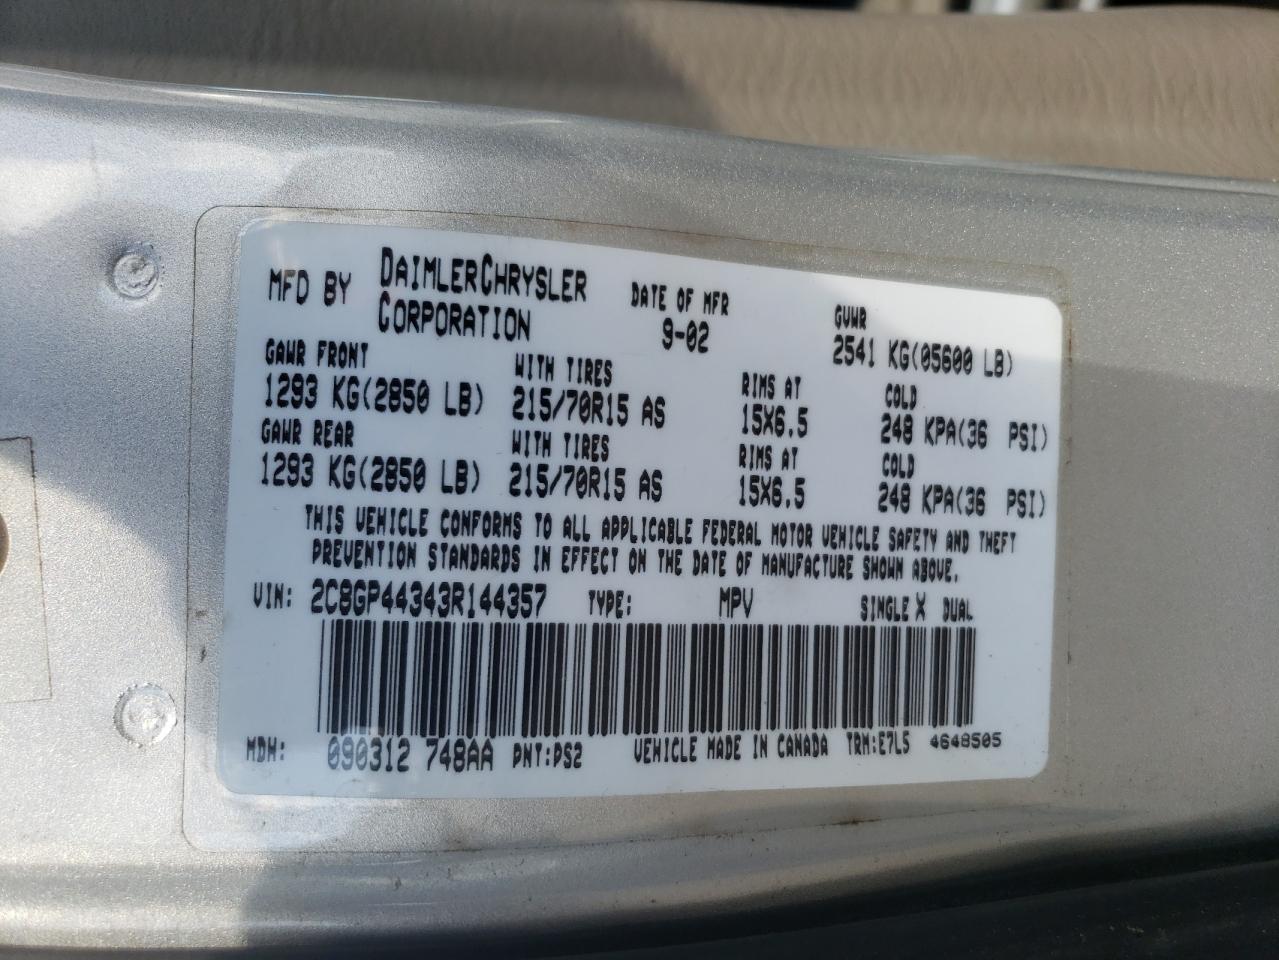 MFD BY DAIMLERCHRYSLER CORPORATION DATE OF MFR 9-02 GVWR 2541 KG(05600 LB)
GAWR FRONT WITH TIRES RIMS AT COLD
1293 KG(2850 LB) 215/70R15 AS 15X6.5 248 KPA(36 PSI)
GAWR REAR WITH TIRES RIMS AT COLD
1293 KG(2850 LB) 215/70R15 AS 15X6.5 248 KPA(36 PSI)
THIS VEHICLE CONFORMS TO ALL APPLICABLE FEDERAL MOTOR VEHICLE SAFETY AND THEFT
PREVENTION STANDARDS IN EFFECT ON THE DATE OF MANUFACTURE SHOWN ABOVE.
VIN: 2C8GP44343R144357 TYPE: MPV SINGLE X DUAL
MDH: 090312 748AA PNT:PS2 VEHICLE MADE IN CANADA TRM:E7L5 4648505